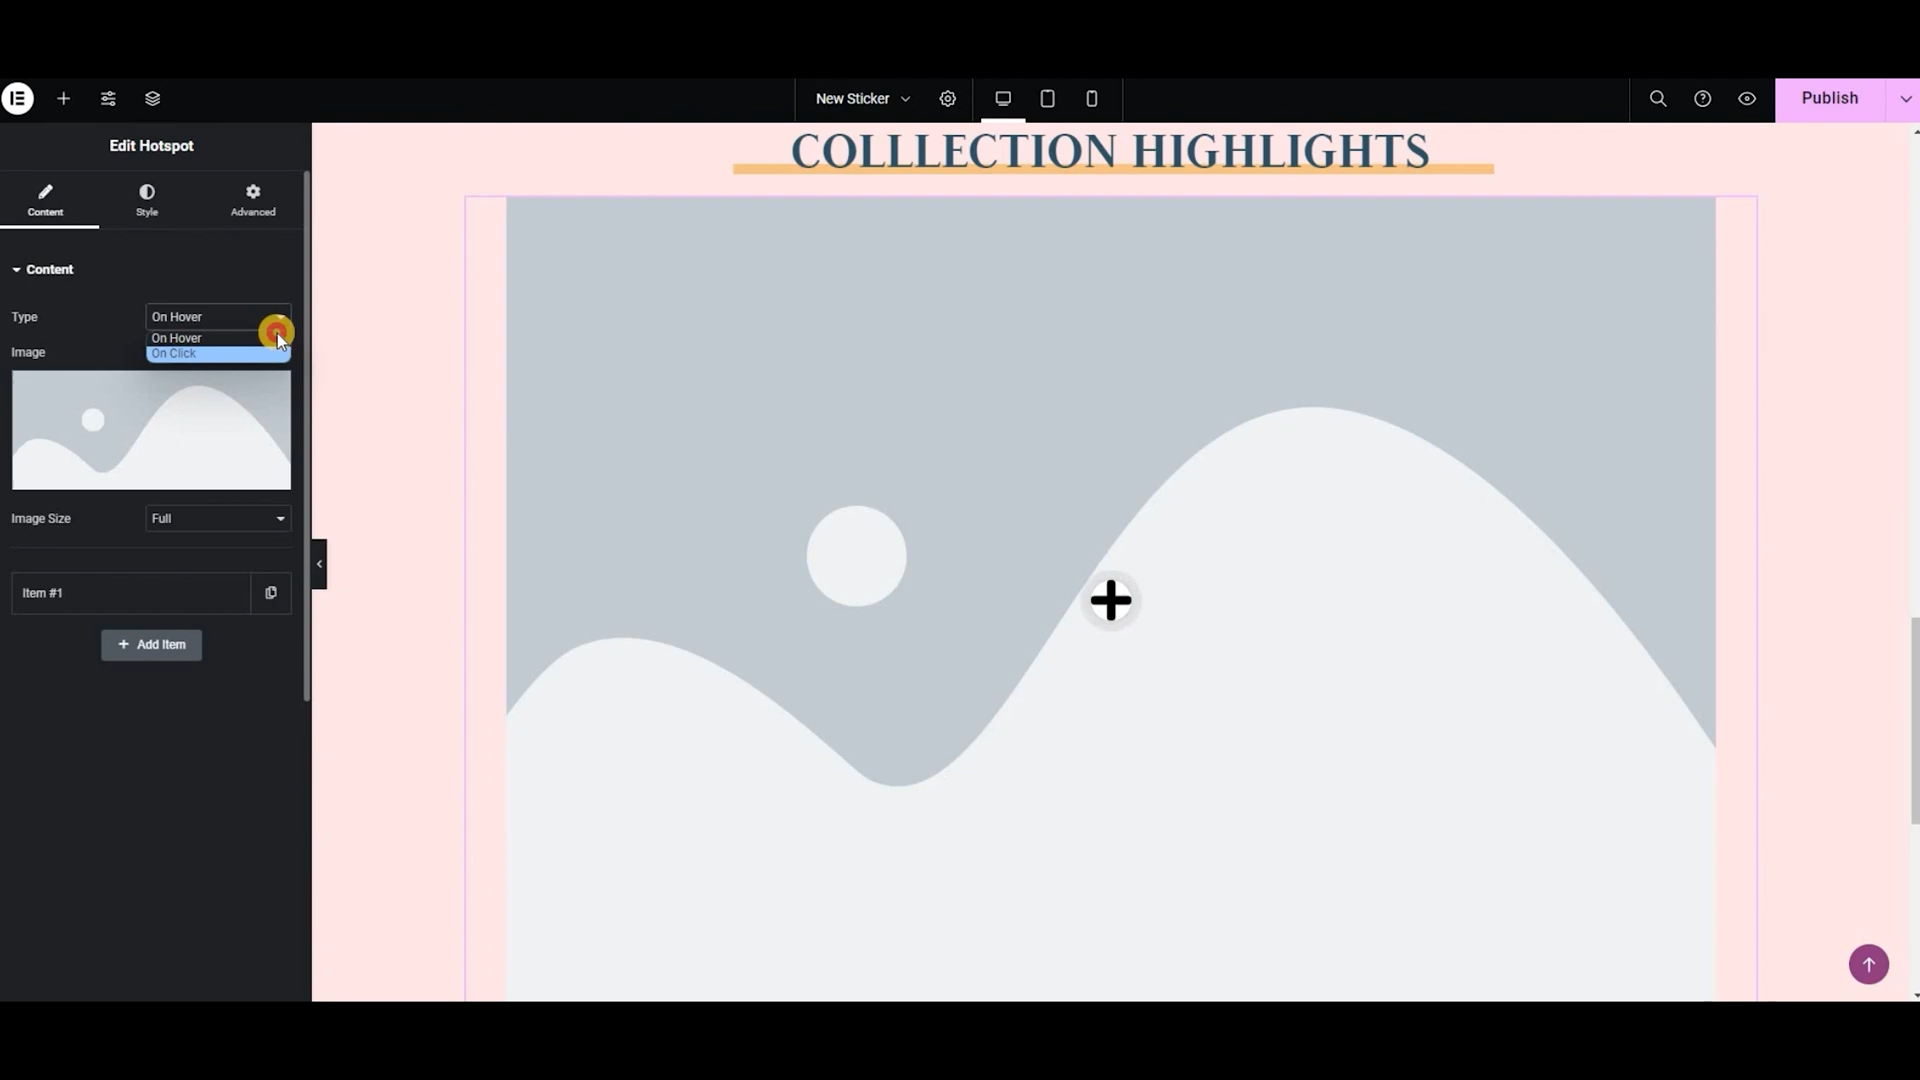 New Sticker
Publish
Edit Hotspot
Content
Style
Advanced
Content
Type
On Hover
On Hover
On Click
Image
Image Size
Full
Item #1
Add Item
COLLLECTION HIGHLIGHTS